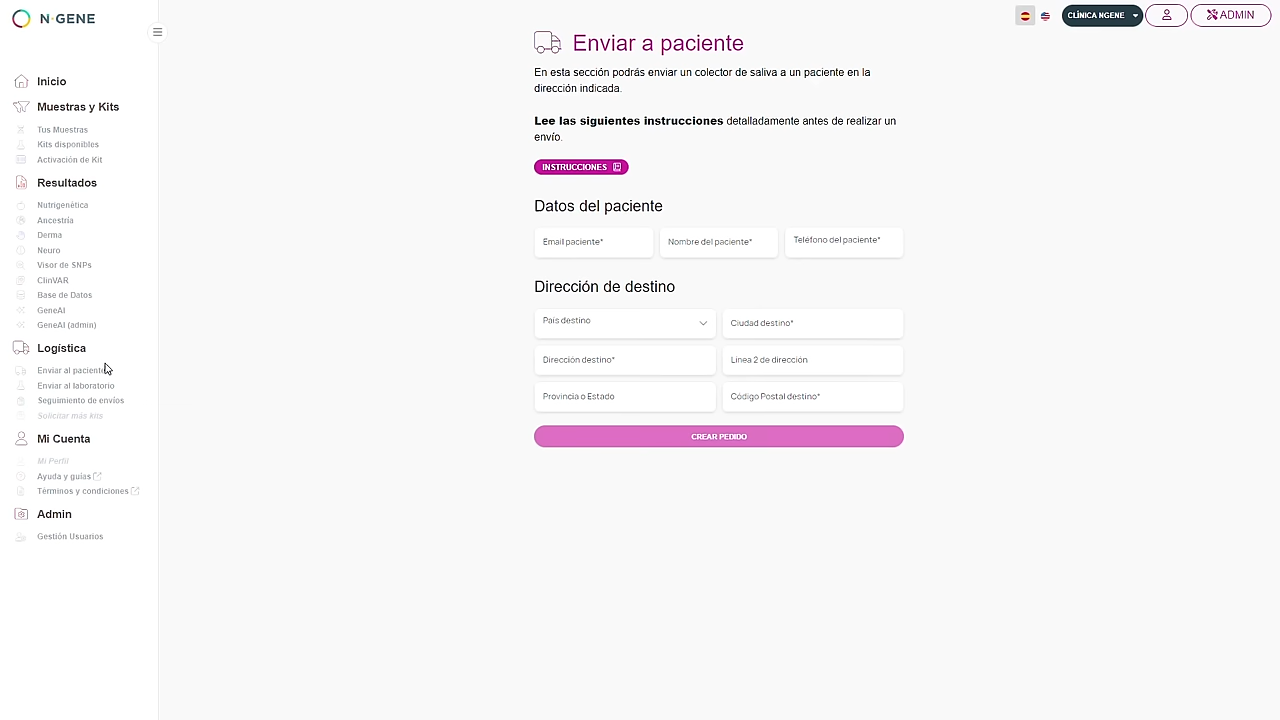 N·GENE
CLÍNICA NGENE
ADMIN
Inicio
Muestras y Kits
Tus Muestras
Kits disponibles
Activación de Kit
Resultados
Nutrigenética
Ancestría
Derma
Neuro
Visor de SNPs
ClinVAR
Base de Datos
GeneAI
GeneAI (admin)
Logística
Enviar al paciente
Enviar al laboratorio
Seguimiento de envíos
Solicitar más kits
Mi Cuenta
Mi Perfil
Ayuda y guías
Términos y condiciones
Admin
Gestión Usuarios
Enviar a paciente
En esta sección podrás enviar un colector de saliva a un paciente en la
dirección indicada.
Lee las siguientes instrucciones detalladamente antes de realizar un
envío.
INSTRUCCIONES
Datos del paciente
Email paciente*
Nombre del paciente*
Teléfono del paciente*
Dirección de destino
País destino
Ciudad destino*
Dirección destino*
Línea 2 de dirección
Provincia o Estado
Código Postal destino*
CREAR PEDIDO